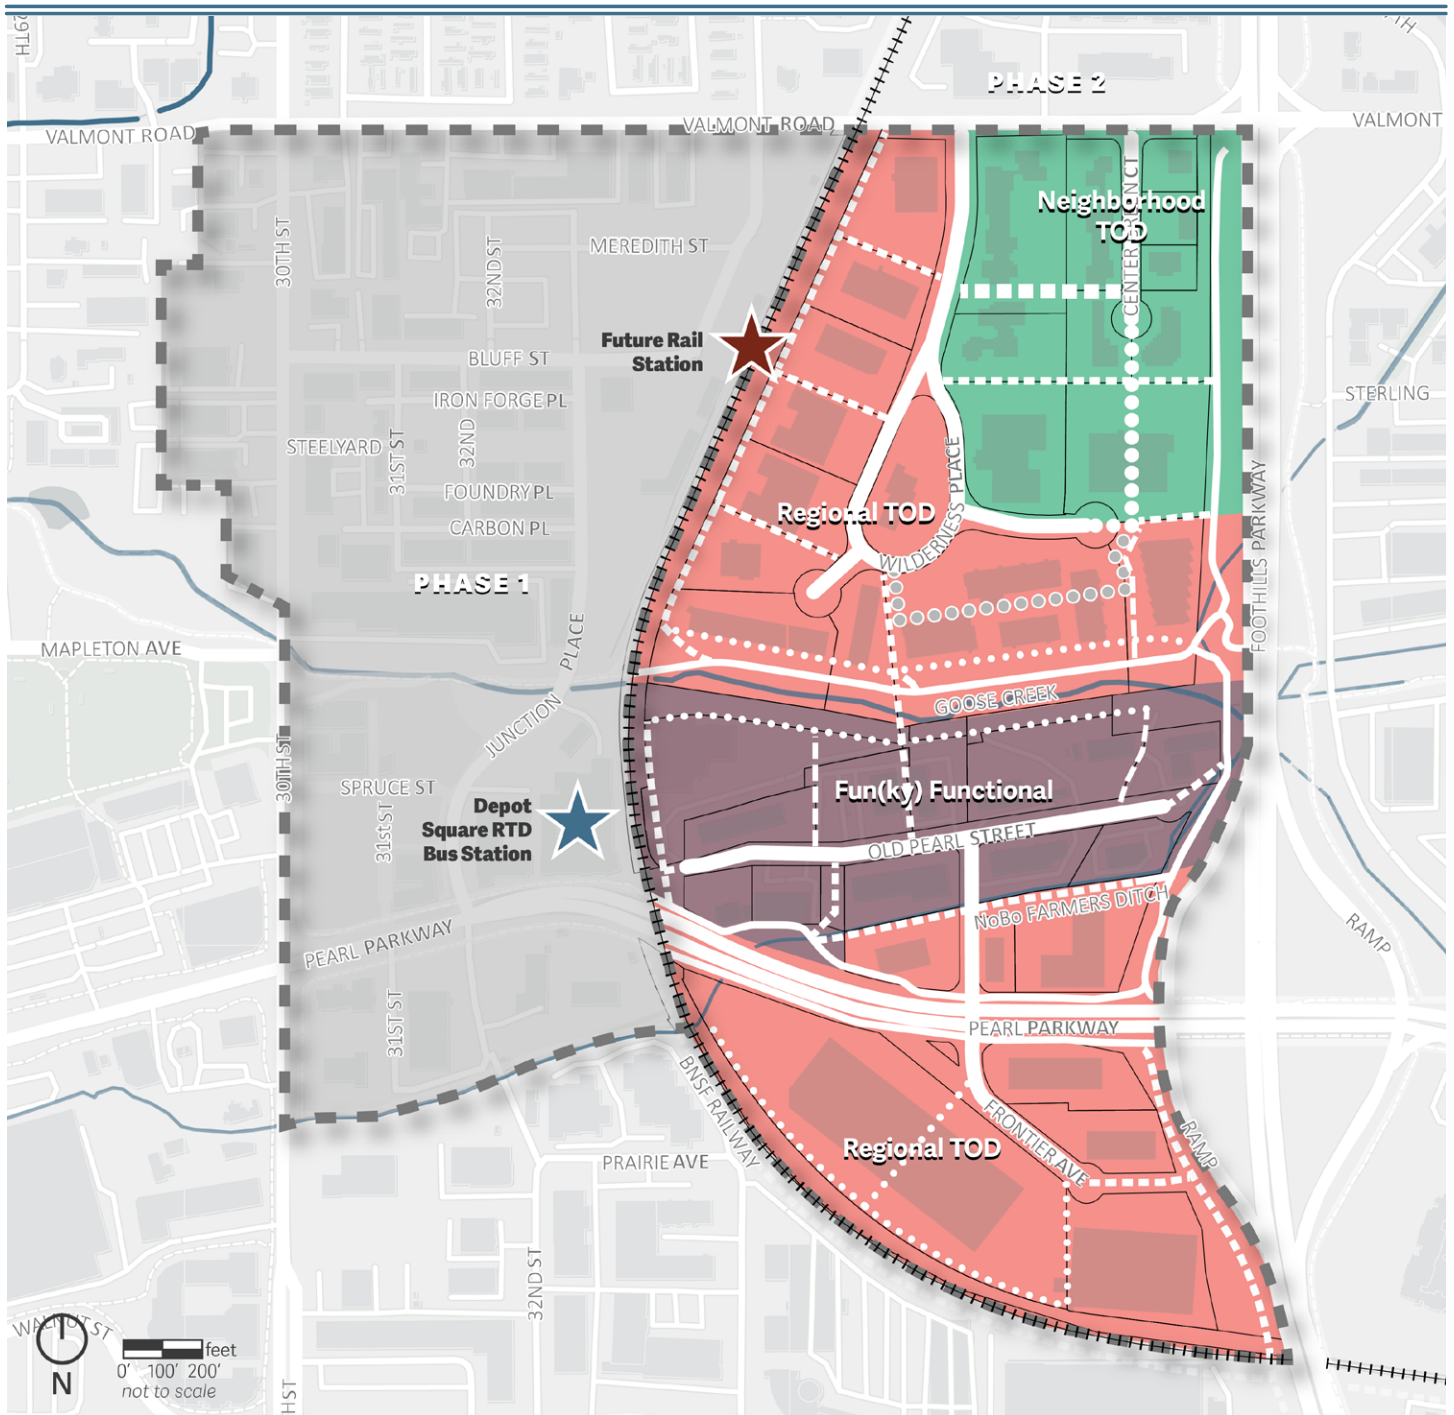 29TH
TH
PHASE 2
VALMONT ROAD
VALMONT ROAD
VALMONT
Neighborhood
TOD
CENTER PRECINCT
30TH ST
32ND ST
MEREDITH ST
Future Rail
Station
BLUFF ST
IRON FORGE PL
STERLING
STEELYARD
31ST ST
32ND
FOUNDRY PL
CARBON PL
Regional TOD
WILDERNESS PLACE
FOOTHILLS PARKWAY
PHASE 1
MAPLETON AVE
JUNCTION PLACE
GOOSE CREEK
30TH ST
SPRUCE ST
31st ST
Fun(ky) Functional
Depot
Square RTD
Bus Station
OLD PEARL STREET
NoBo FARMERS DITCH
PEARL PARKWAY
RAMP
31ST ST
PEARL PARKWAY
BNSF RAILWAY
FRONTIER AVE
RAMP
Regional TOD
PRAIRIE AVE
32ND ST
WALNUT ST
N
feet
0' 100' 200'
not to scale
HST